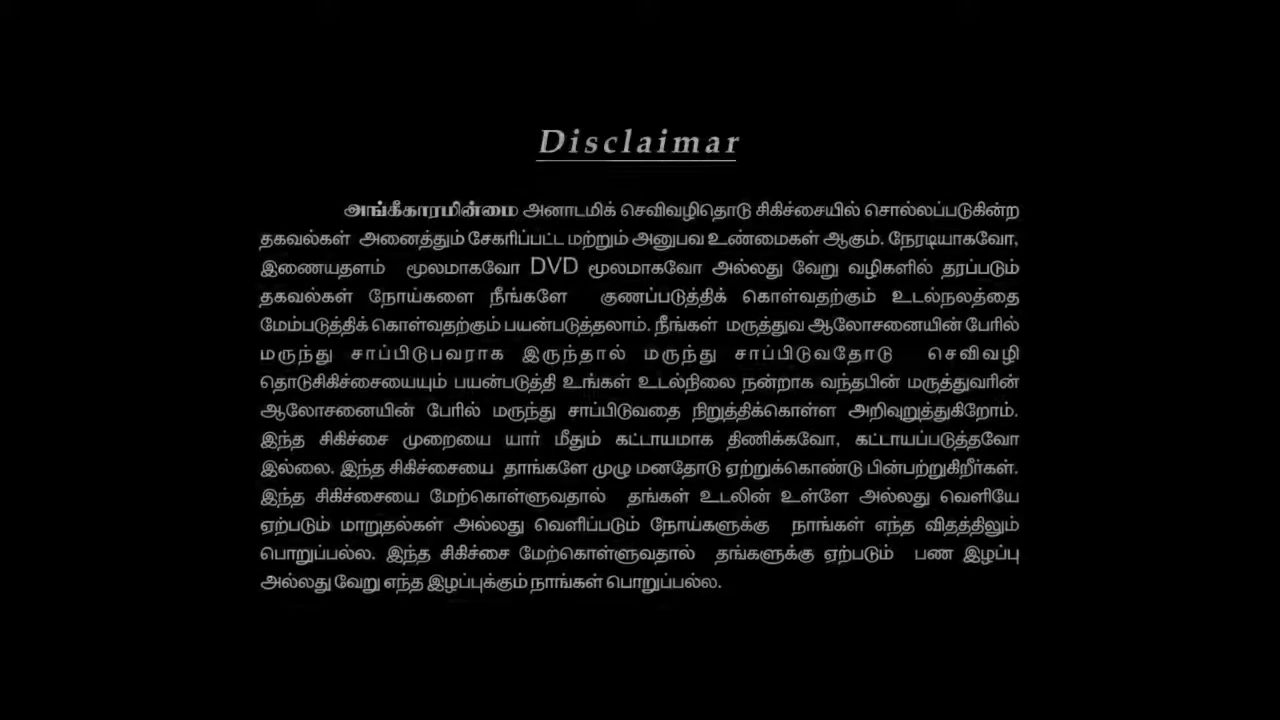 Disclaimar
அங்கீகாரமின்மை அனாடமிக் செவிவழிதொடு சிகிச்சையில் சொல்லப்படுகின்ற
தகவல்கள் அனைத்தும் சேகரிப்பட்ட மற்றும் அனுபவ உண்மைகள் ஆகும். நேரடியாகவோ,
இணையதளம் மூலமாகவோ DVD மூலமாகவோ அல்லது வேறு வழிகளில் தரப்படும்
தகவல்கள் நோய்களை நீங்களே குணப்படுத்திக் கொள்வதற்கும் உடல்நலத்தை
மேம்படுத்திக் கொள்வதற்கும் பயன்படுத்தலாம். நீங்கள் மருத்துவ ஆலோசனையின் பேரில்
மருந்து சாப்பிடுபவராக இருந்தால் மருந்து சாப்பிடுவதோடு செவிவழி
தொடுசிகிச்சையையும் பயன்படுத்தி உங்கள் உடல்நிலை நன்றாக வந்தபின் மருத்துவரின்
ஆலோசனையின் பேரில் மருந்து சாப்பிடுவதை நிறுத்திக்கொள்ள அறிவுறுத்துகிறோம்.
இந்த சிகிச்சை முறையை யார் மீதும் கட்டாயமாக திணிக்கவோ, கட்டாயப்படுத்தவோ
இல்லை. இந்த சிகிச்சையை தாங்களே முழு மனதோடு ஏற்றுக்கொண்டு பின்பற்றுகிறீர்கள்.
இந்த சிகிச்சையை மேற்கொள்ளுவதால் தங்கள் உடலின் உள்ளே அல்லது வெளியே
ஏற்படும் மாறுதல்கள் அல்லது வெளிப்படும் நோய்களுக்கு நாங்கள் எந்த விதத்திலும்
பொறுப்பல்ல. இந்த சிகிச்சை மேற்கொள்ளுவதால் தங்களுக்கு ஏற்படும் பண இழப்பு
அல்லது வேறு எந்த இழப்புக்கும் நாங்கள் பொறுப்பல்ல.